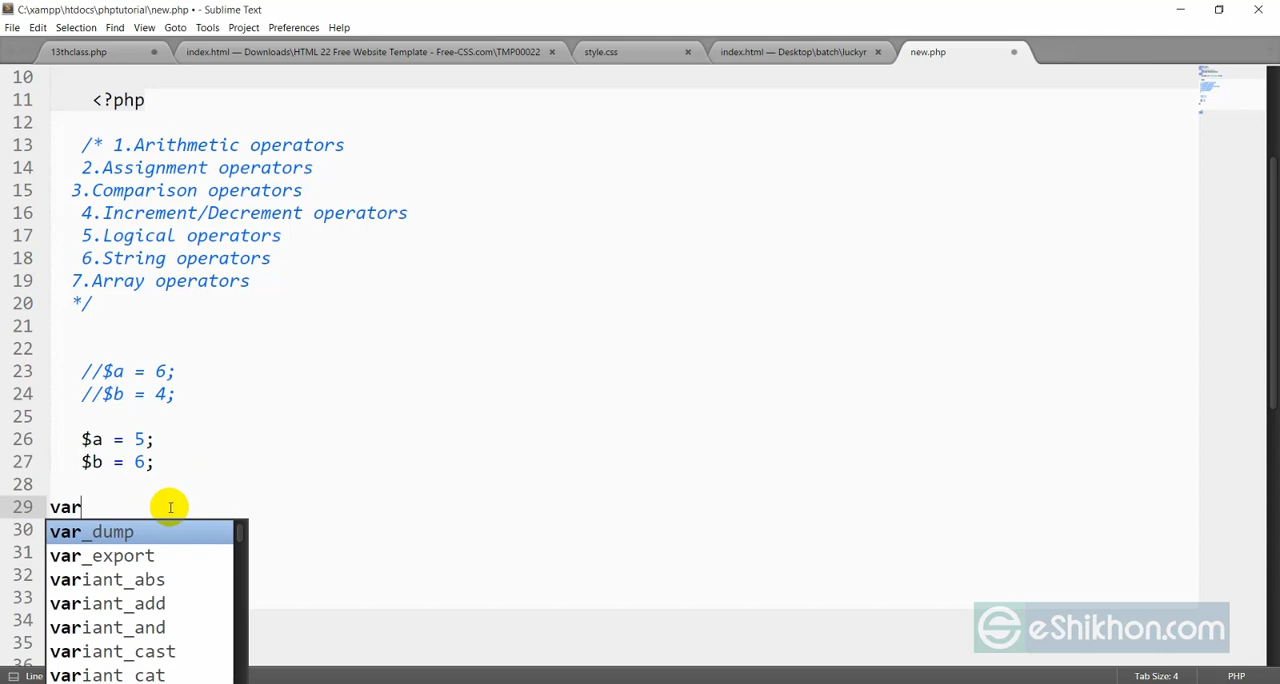 C:\xampp\htdocs\phptutorial\new.php • - Sublime Text
File Edit Selection Find View Goto Tools Project Preferences Help
13thclass.php index.html — Downloads\HTML 22 Free Website Template - Free-CSS.com\TMP00022 style.css index.html — Desktop\batch\luckyr new.php
10
11 <?php
12
13 /* 1.Arithmetic operators
14 2.Assignment operators
15 3.Comparison operators
16 4.Increment/Decrement operators
17 5.Logical operators
18 6.String operators
19 7.Array operators
20 */
21
22
23 //$a = 6;
24 //$b = 4;
25
26 $a = 5;
27 $b = 6;
28
29 var
30 var_dump
31 var_export
32 variant_abs
33 variant_add
34 variant_and
35 variant_cast
36 variant_cat
eShikhon.com
Line Tab Size: 4 PHP